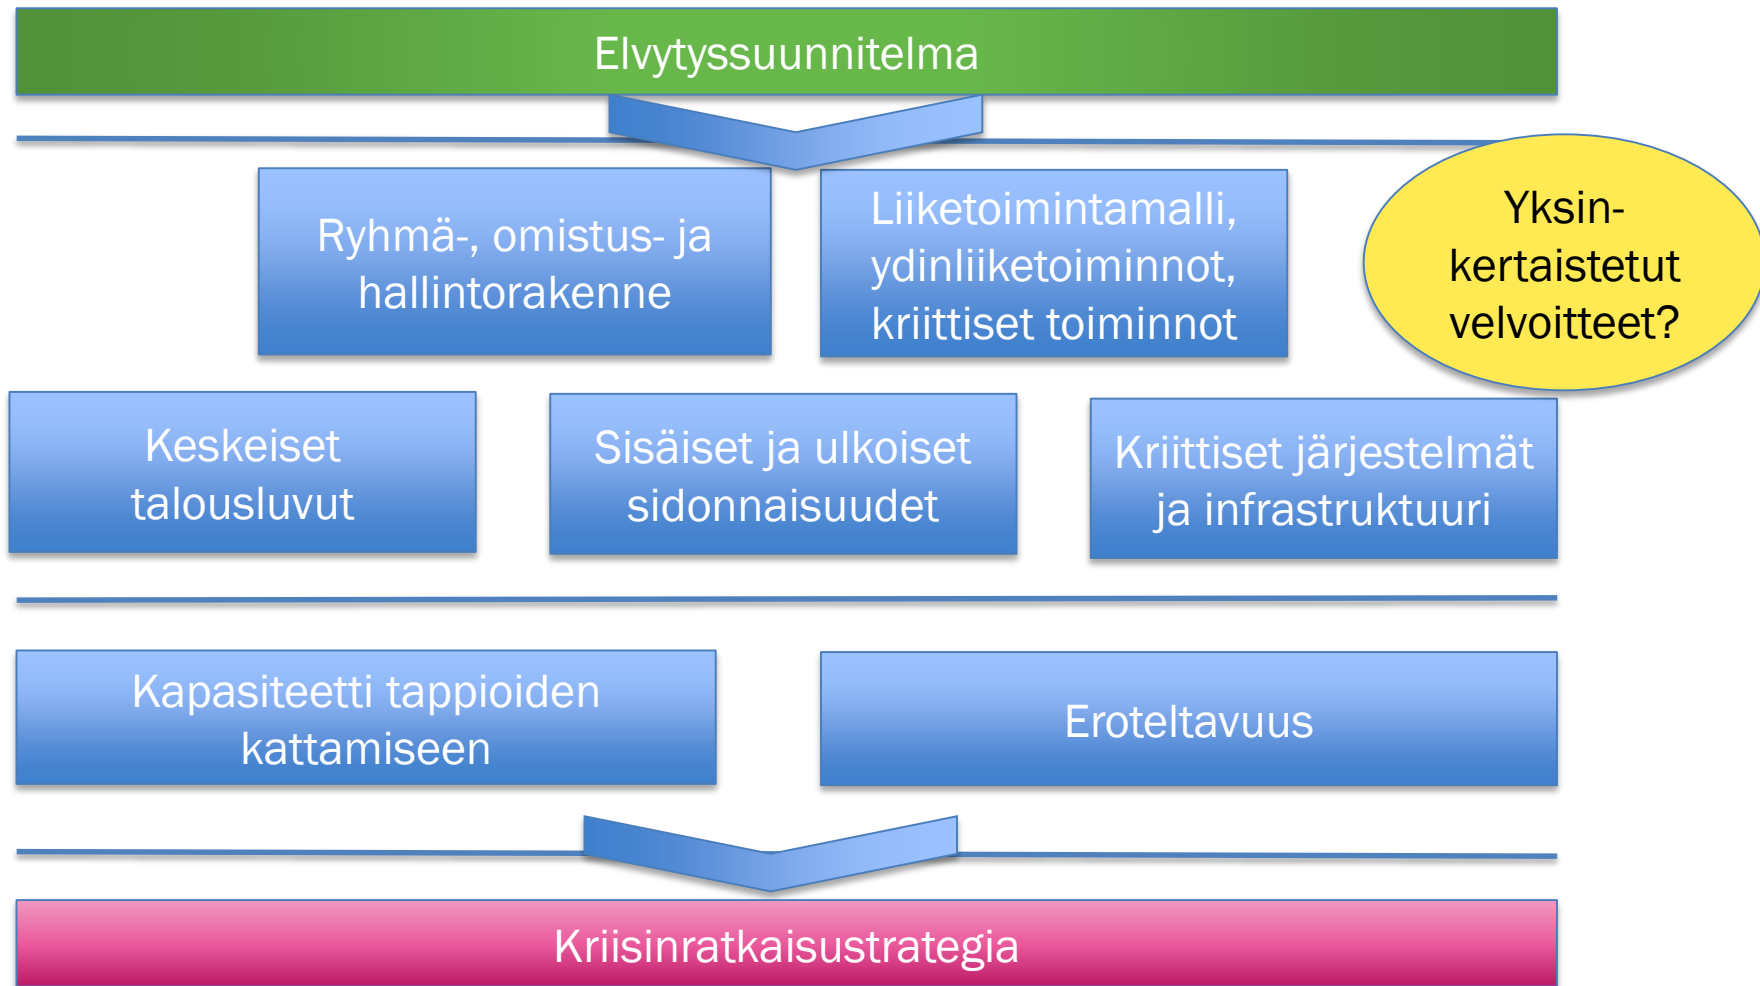 Elvytyssuunnitelma
Ryhmä-, omistus- ja
hallintorakenne
Liiketoimintamalli,
ydinliiketoiminnot,
kriittiset toiminnot
Yksin-
kertaistetut
velvoitteet?
Keskeiset
talousluvut
Sisäiset ja ulkoiset
sidonnaisuudet
Kriittiset järjestelmät
ja infrastruktuuri
Kapasiteetti tappioiden
kattamiseen
Eroteltavuus
Kriisinratkaisustrategia